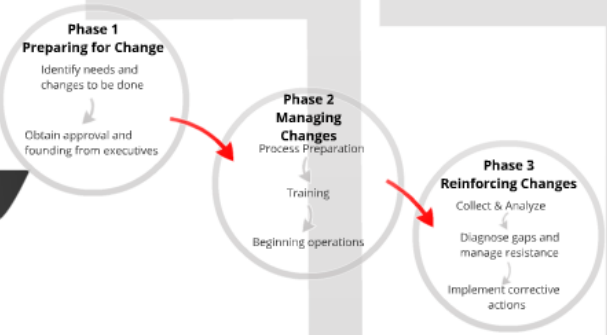 Phase 1
Preparing for Change
Identify needs and
changes to be done
Obtain approval and
founding from executives
Phase 2
Managing
Changes
Process Preparation
Training
Beginning operations
Phase 3
Reinforcing Changes
Collect & Analyze
Diagnose gaps and
manage resistance
Implement corrective
actions